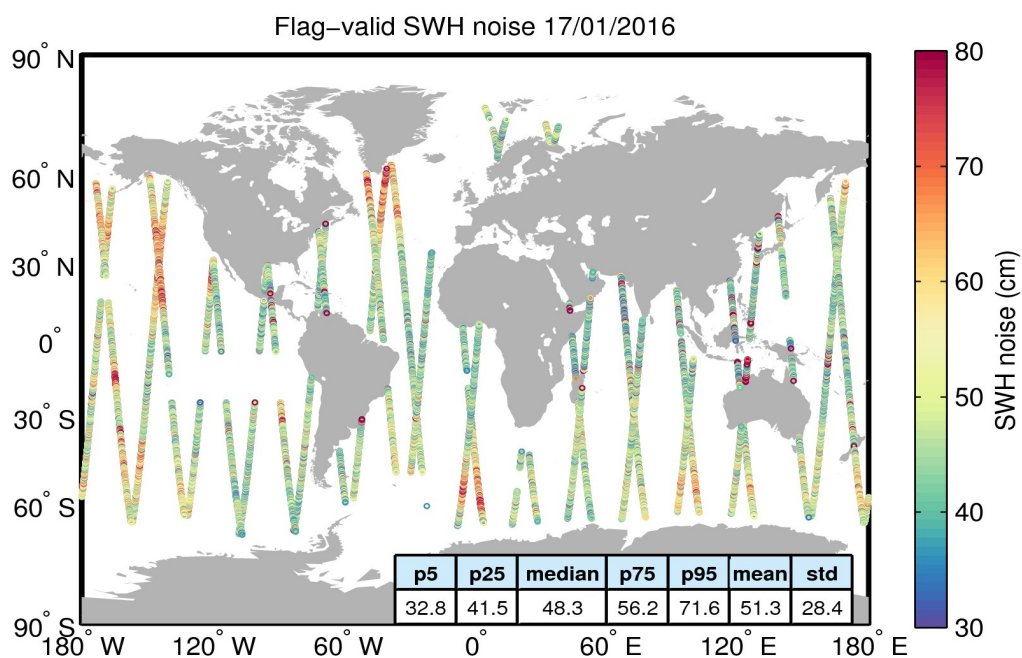 Flag−valid SWH noise 17/01/2016
90° N
60° N
30° N
0°
30° S
60° S
90° S
180° W 120° W 60° W 0° 60° E 120° E 180° E
p5 p25 median p75 p95 mean std
32.8 41.5 48.3 56.2 71.6 51.3 28.4
80
70
60
50
40
30
SWH noise (cm)